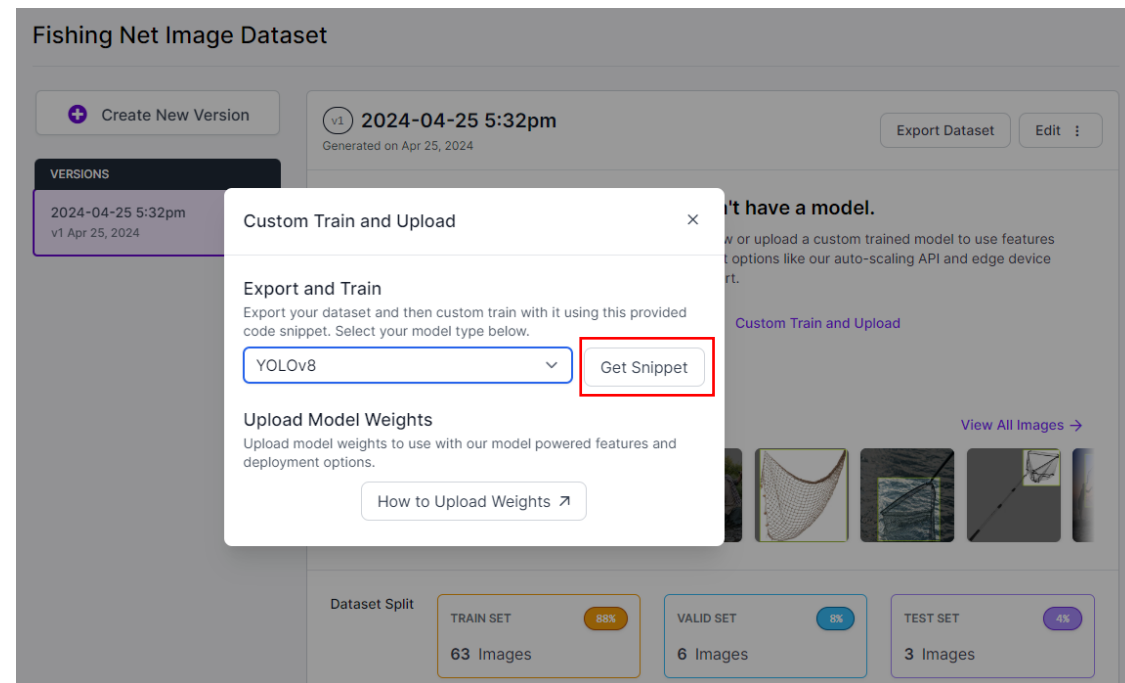 Fishing Net Image Dataset
Create New Version
VERSIONS
2024-04-25 5:32pm
v1 Apr 25, 2024
v1 2024-04-25 5:32pm
Generated on Apr 25, 2024
Export Dataset
Edit
't have a model.
w or upload a custom trained model to use features
t options like our auto-scaling API and edge device
rt.
Custom Train and Upload
Custom Train and Upload
Export and Train
Export your dataset and then custom train with it using this provided
code snippet. Select your model type below.
YOLOv8
Get Snippet
Upload Model Weights
Upload model weights to use with our model powered features and
deployment options.
How to Upload Weights
View All Images →
Dataset Split
TRAIN SET 88%
63 Images
VALID SET 8%
6 Images
TEST SET 4%
3 Images